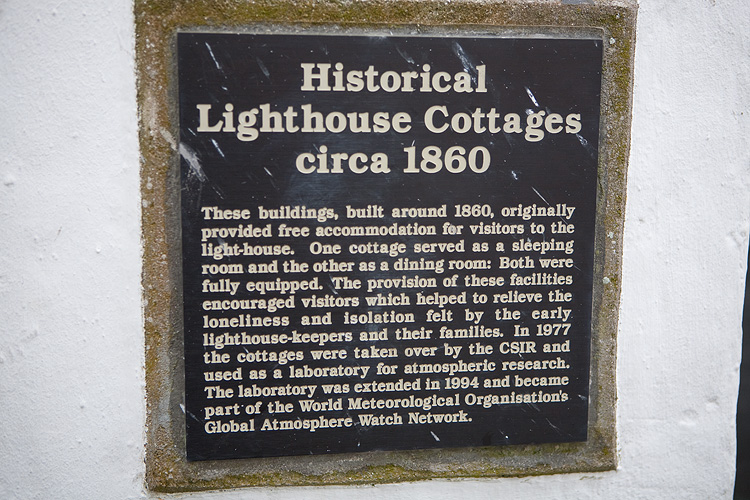 Historical
Lighthouse Cottages
circa 1860
These buildings, built around 1860, originally
provided free accommodation for visitors to the
light-house. One cottage served as a sleeping
room and the other as a dining room: Both were
fully equipped. The provision of these facilities
encouraged visitors which helped to relieve the
loneliness and isolation felt by the early
lighthouse-keepers and their families. In 1977
the cottages were taken over by the CSIR and
used as a laboratory for atmospheric research.
The laboratory was extended in 1994 and became
part of the World Meteorological Organisation's
Global Atmosphere Watch Network.